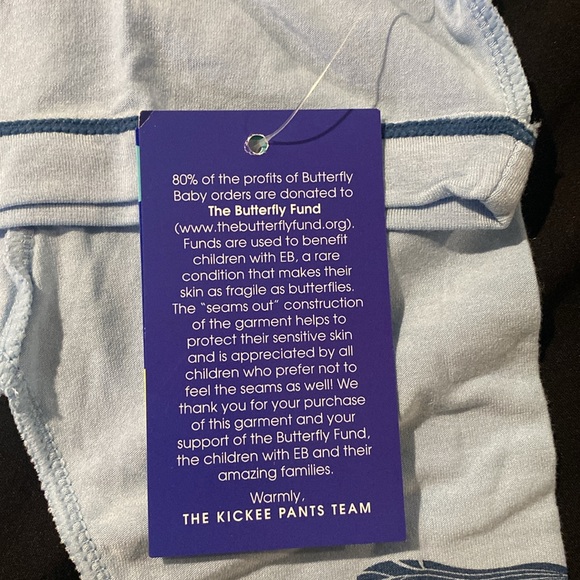 80% of the profits of Butterfly
Baby orders are donated to
The Butterfly Fund
(www.thebutterflyfund.org).
Funds are used to benefit
children with EB, a rare
condition that makes their
skin as fragile as butterflies.
The "seams out" construction
of the garment helps to
protect their sensitive skin
and is appreciated by all
children who prefer not to
feel the seams as well! We
thank you for your purchase
of this garment and your
support of the Butterfly Fund,
the children with EB and their
amazing families.
Warmly,
THE KICKEE PANTS TEAM